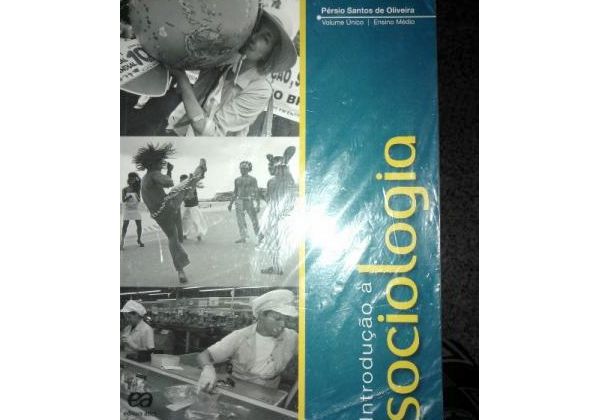 Pérsio Santos de Oliveira
Volume Único | Ensino Médio
Introdução à
sociologia
editora ática